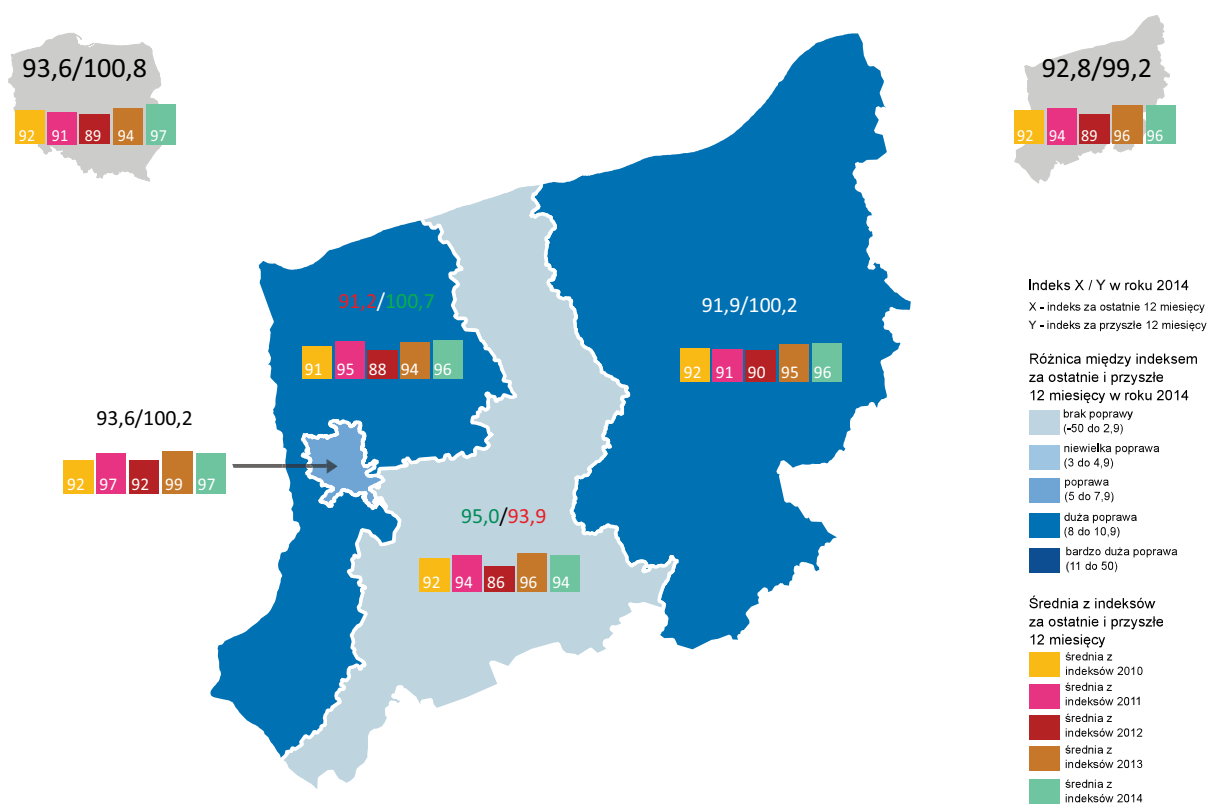 93,6/100,8
92 91 89 94 97
92,8/99,2
92 94 89 96 96
91,2/100,7
91 95 88 94 96
91,9/100,2
92 91 90 95 96
93,6/100,2
92 97 92 99 97
95,0/93,9
92 94 86 96 94
Indeks X / Y w roku 2014
X - indeks za ostatnie 12 miesięcy
Y - indeks za przyszłe 12 miesięcy
Różnica między indeksem
za ostatnie i przyszłe
12 miesięcy w roku 2014
brak poprawy
(-50 do 2,9)
niewielka poprawa
(3 do 4,9)
poprawa
(5 do 7,9)
duża poprawa
(8 do 10,9)
bardzo duża poprawa
(11 do 50)
Średnia z indeksów
za ostatnie i przyszłe
12 miesięcy
średnia z
indeksów 2010
średnia z
indeksów 2011
średnia z
indeksów 2012
średnia z
indeksów 2013
średnia z
indeksów 2014